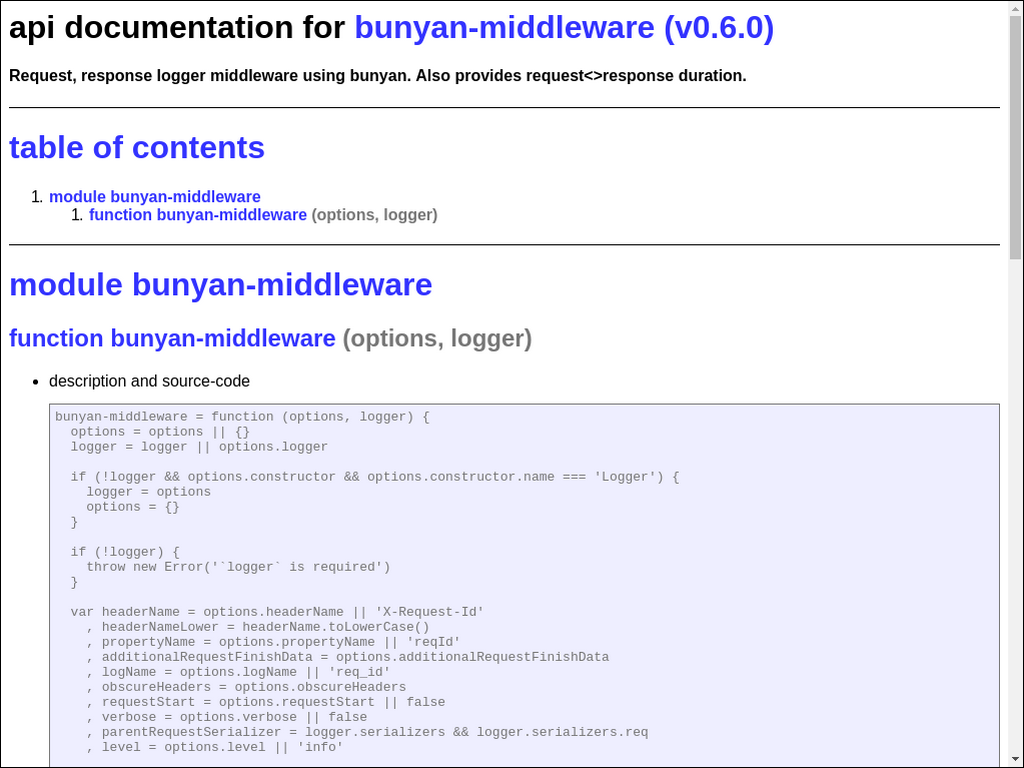 api documentation for bunyan-middleware (v0.6.0)
Request, response logger middleware using bunyan. Also provides request<>response duration.
table of contents
1. module bunyan-middleware
1. function bunyan-middleware (options, logger)
module bunyan-middleware
function bunyan-middleware (options, logger)
• description and source-code
bunyan-middleware = function (options, logger) {
  options = options || {}
  logger = logger || options.logger

  if (!logger && options.constructor && options.constructor.name === 'Logger') {
    logger = options
    options = {}
  }

  if (!logger) {
    throw new Error('`logger` is required')
  }

  var headerName = options.headerName || 'X-Request-Id'
    , headerNameLower = headerName.toLowerCase()
    , propertyName = options.propertyName || 'reqId'
    , additionalRequestFinishData = options.additionalRequestFinishData
    , logName = options.logName || 'req_id'
    , obscureHeaders = options.obscureHeaders
    , requestStart = options.requestStart || false
    , verbose = options.verbose || false
    , parentRequestSerializer = logger.serializers && logger.serializers.req
    , level = options.level || 'info'